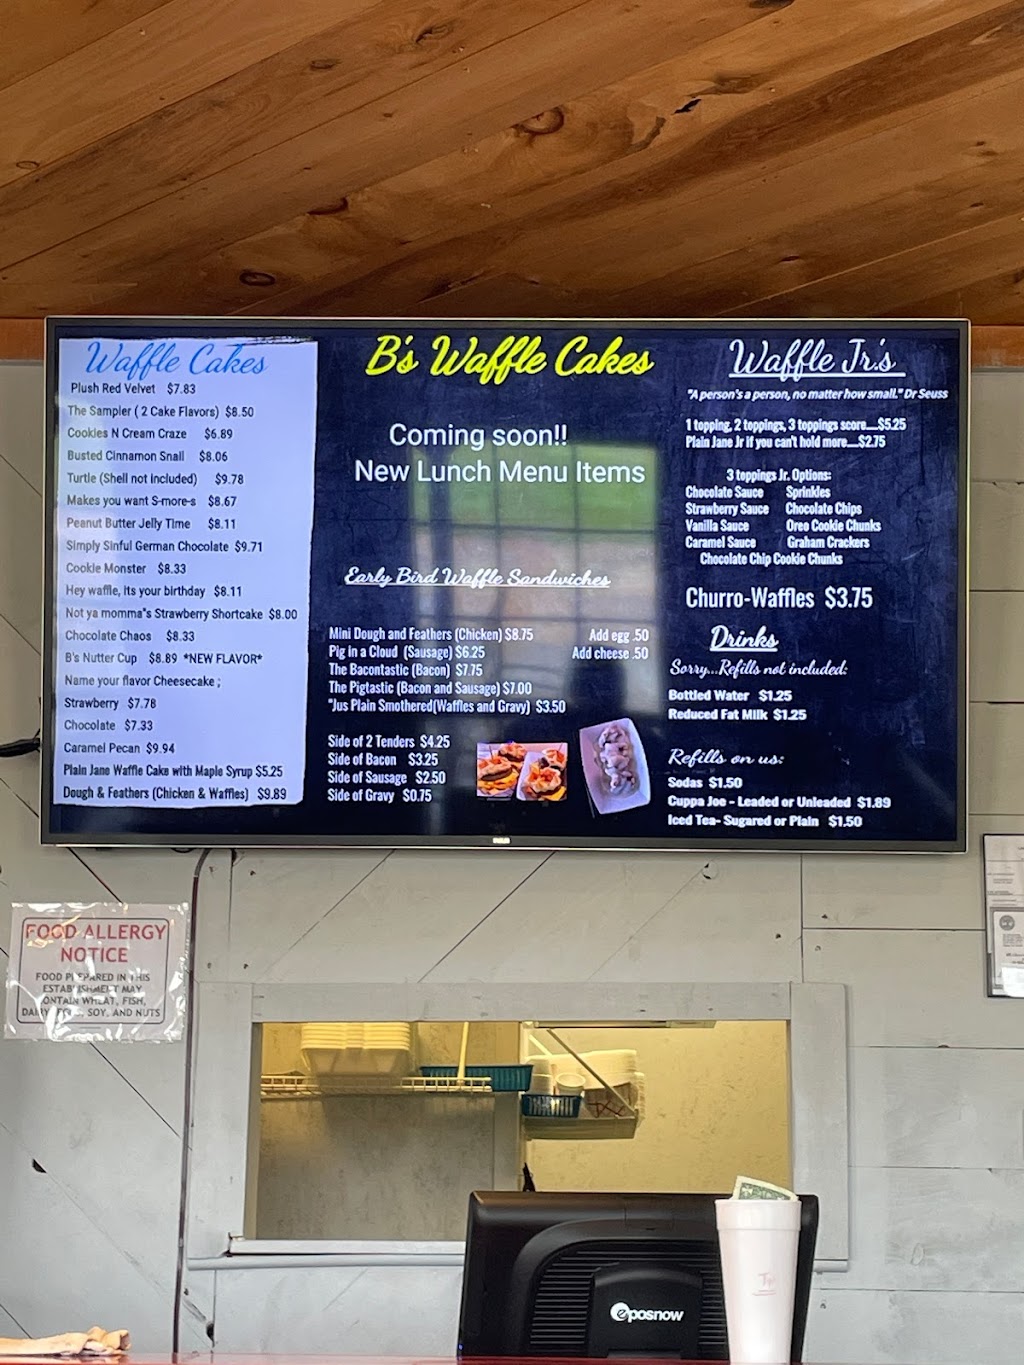 Waffle Cakes
Plush Red Velvet $7.83
The Sampler ( 2 Cake Flavors) $8.50
Cookies N Cream Craze $6.89
Busted Cinnamon Snail $8.06
Turtle (Shell not included) $9.78
Makes you want S-more-s $8.67
Peanut Butter Jelly Time $8.11
Simply Sinful German Chocolate $9.71
Cookie Monster $8.33
Hey waffle, its your birthday $8.11
Not ya momma"s Strawberry Shortcake $8.00
Chocolate Chaos $8.33
B's Nutter Cup $8.89 *NEW FLAVOR*
Name your flavor Cheesecake ;
Strawberry $7.78
Chocolate $7.33
Caramel Pecan $9.94
Plain Jane Waffle Cake with Maple Syrup $5.25
Dough & Feathers (Chicken & Waffles) $9.89
B's Waffle Cakes
Coming soon!!
New Lunch Menu Items
Early Bird Waffle Sandwiches
Mini Dough and Feathers (Chicken) $8.75 Add egg .50
Pig in a Cloud (Sausage) $6.25 Add cheese .50
The Bacontastic (Bacon) $7.75
The Pigtastic (Bacon and Sausage) $7.00
"Jus Plain Smothered(Waffles and Gravy) $3.50
Side of 2 Tenders $4.25
Side of Bacon $3.25
Side of Sausage $2.50
Side of Gravy $0.75
Waffle Jr.'s
"A person's a person, no matter how small." Dr Seuss
1 topping, 2 toppings, 3 toppings score.....$5.25
Plain Jane Jr if you can't hold more.....$2.75
3 toppings Jr. Options:
Chocolate Sauce Sprinkles
Strawberry Sauce Chocolate Chips
Vanilla Sauce Oreo Cookie Chunks
Caramel Sauce Graham Crackers
Chocolate Chip Cookie Chunks
Churro-Waffles $3.75
Drinks
Sorry...Refills not included:
Bottled Water $1.25
Reduced Fat Milk $1.25
Refills on us:
Sodas $1.50
Cuppa Joe - Leaded or Unleaded $1.89
Iced Tea- Sugared or Plain $1.50
RCA
FOOD ALLERGY
NOTICE
FOOD PREPARED IN THIS
ESTABLISHMENT MAY
CONTAIN WHEAT, FISH,
DAIRY, EGGS, SOY, AND NUTS
eposnow